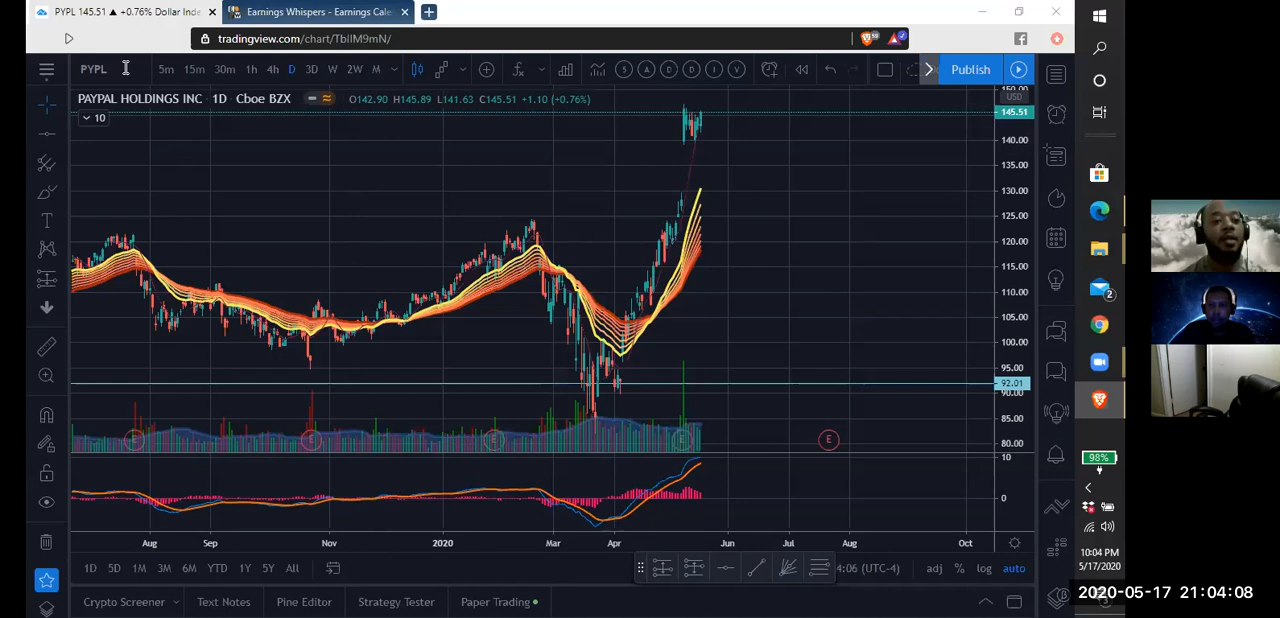 PYPL 145.51 ▲ +0.76% Dollar Inde
Earnings Whispers - Earnings Cale
tradingview.com/chart/TbilM9mN/
PYPL 5m 15m 30m 1h 4h D 3D W 2W M Publish
PAYPAL HOLDINGS INC · 1D · Cboe BZX O142.90 H145.89 L141.63 C145.51 +1.10 (+0.76%)
10
150.00
USD
145.51
140.00
135.00
130.00
125.00
120.00
115.00
110.00
105.00
100.00
95.00
92.01
90.00
85.00
80.00
10
0
E E E E E
Aug Sep Nov 2020 Mar Apr Jun Jul Aug Oct
1D 5D 1M 3M 6M YTD 1Y 5Y All 4:06 (UTC-4) adj % log auto
Crypto Screener Text Notes Pine Editor Strategy Tester Paper Trading
2
98%
10:04 PM
5/17/2020
2020-05-17 21:04:08